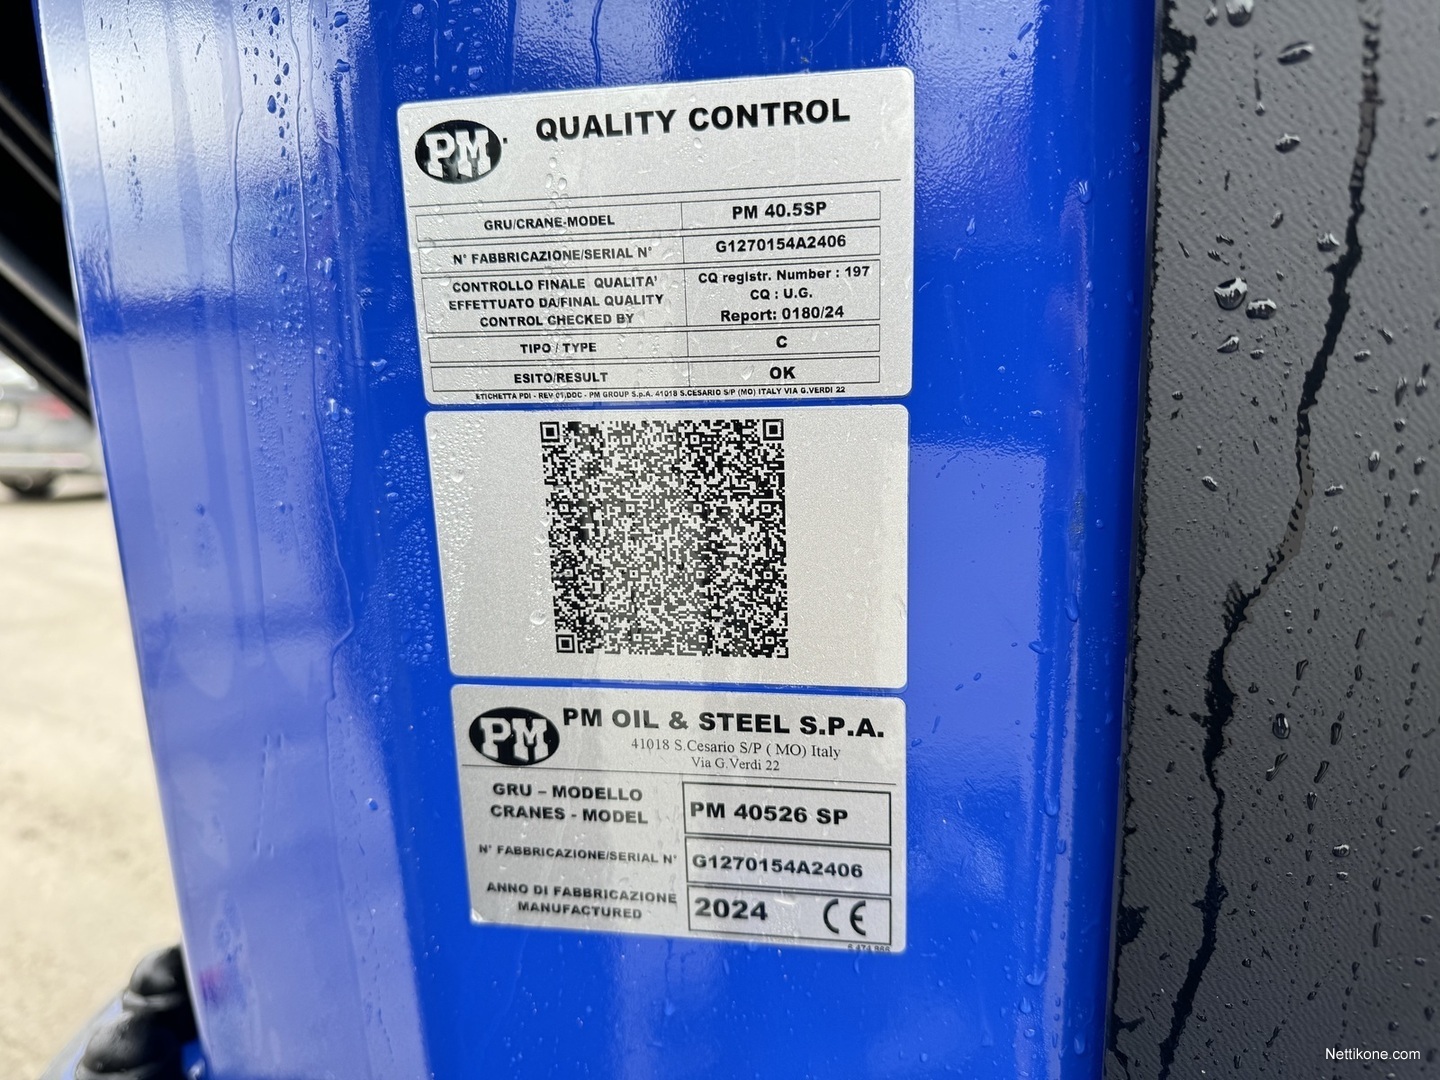 PM
QUALITY CONTROL
GRU/CRANE-MODEL PM 40.5SP
N° FABBRICAZIONE/SERIAL N° G1270154A2406
CONTROLLO FINALE QUALITA'
EFFETTUATO DA/FINAL QUALITY
CONTROL CHECKED BY
CQ registr. Number : 197
CQ : U.G.
Report: 0180/24
TIPO / TYPE C
ESITO/RESULT OK
ETICHETTA PDI - REV 01.DOC - PM GROUP S.p.A. 41018 S.CESARIO S/P (MO) ITALY VIA G.VERDI 22
PM
PM OIL & STEEL S.P.A.
41018 S.Cesario S/P ( MO) Italy
Via G.Verdi 22
GRU – MODELLO
CRANES - MODEL
PM 40526 SP
N° FABBRICAZIONE/SERIAL N° G1270154A2406
ANNO DI FABBRICAZIONE
MANUFACTURED
2024 CE
Nettikone.com